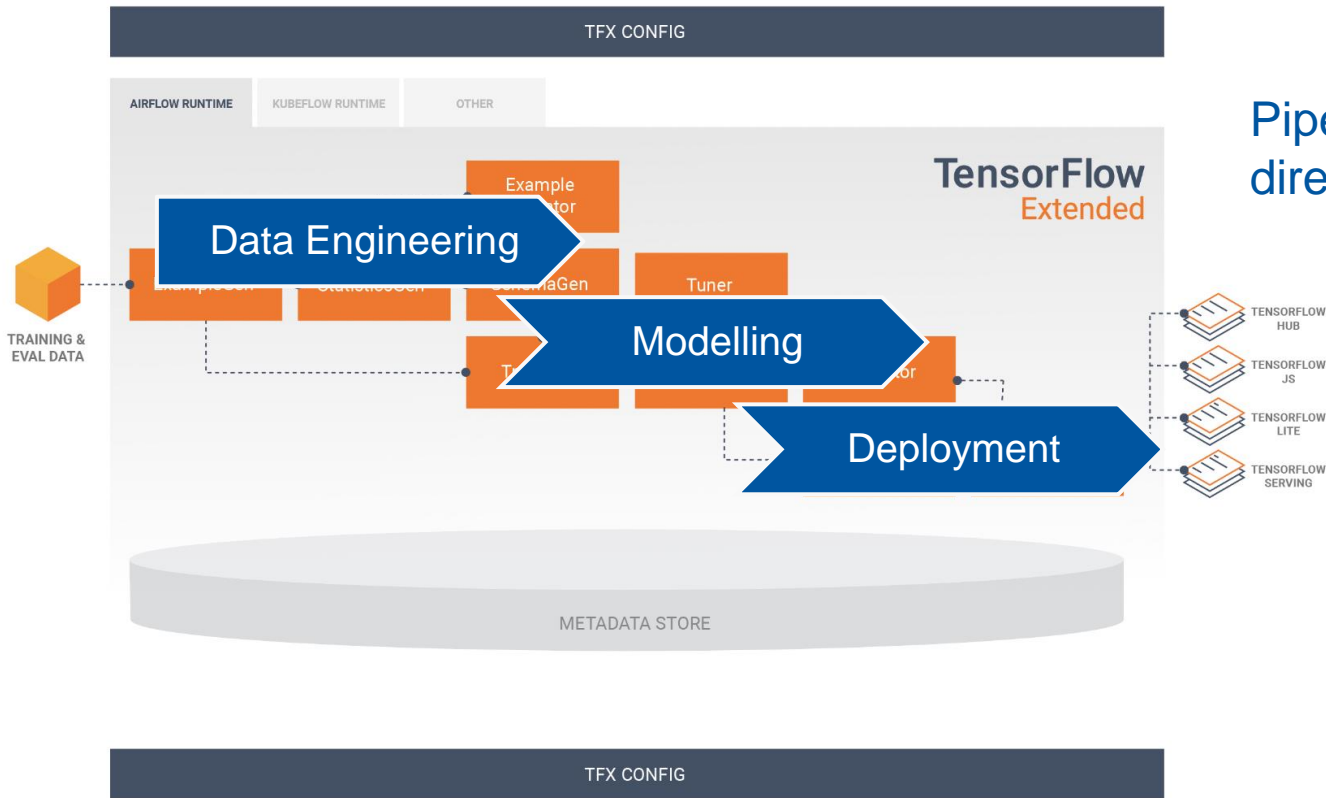 TFX CONFIG
AIRFLOW RUNTIME
KUBEFLOW RUNTIME
OTHER
TensorFlow
Extended
Example
Data Engineering
Tuner
Modelling
Deployment
TRAINING &
EVAL DATA
TENSORFLOW
HUB
TENSORFLOW
JS
TENSORFLOW
LITE
TENSORFLOW
SERVING
METADATA STORE
TFX CONFIG